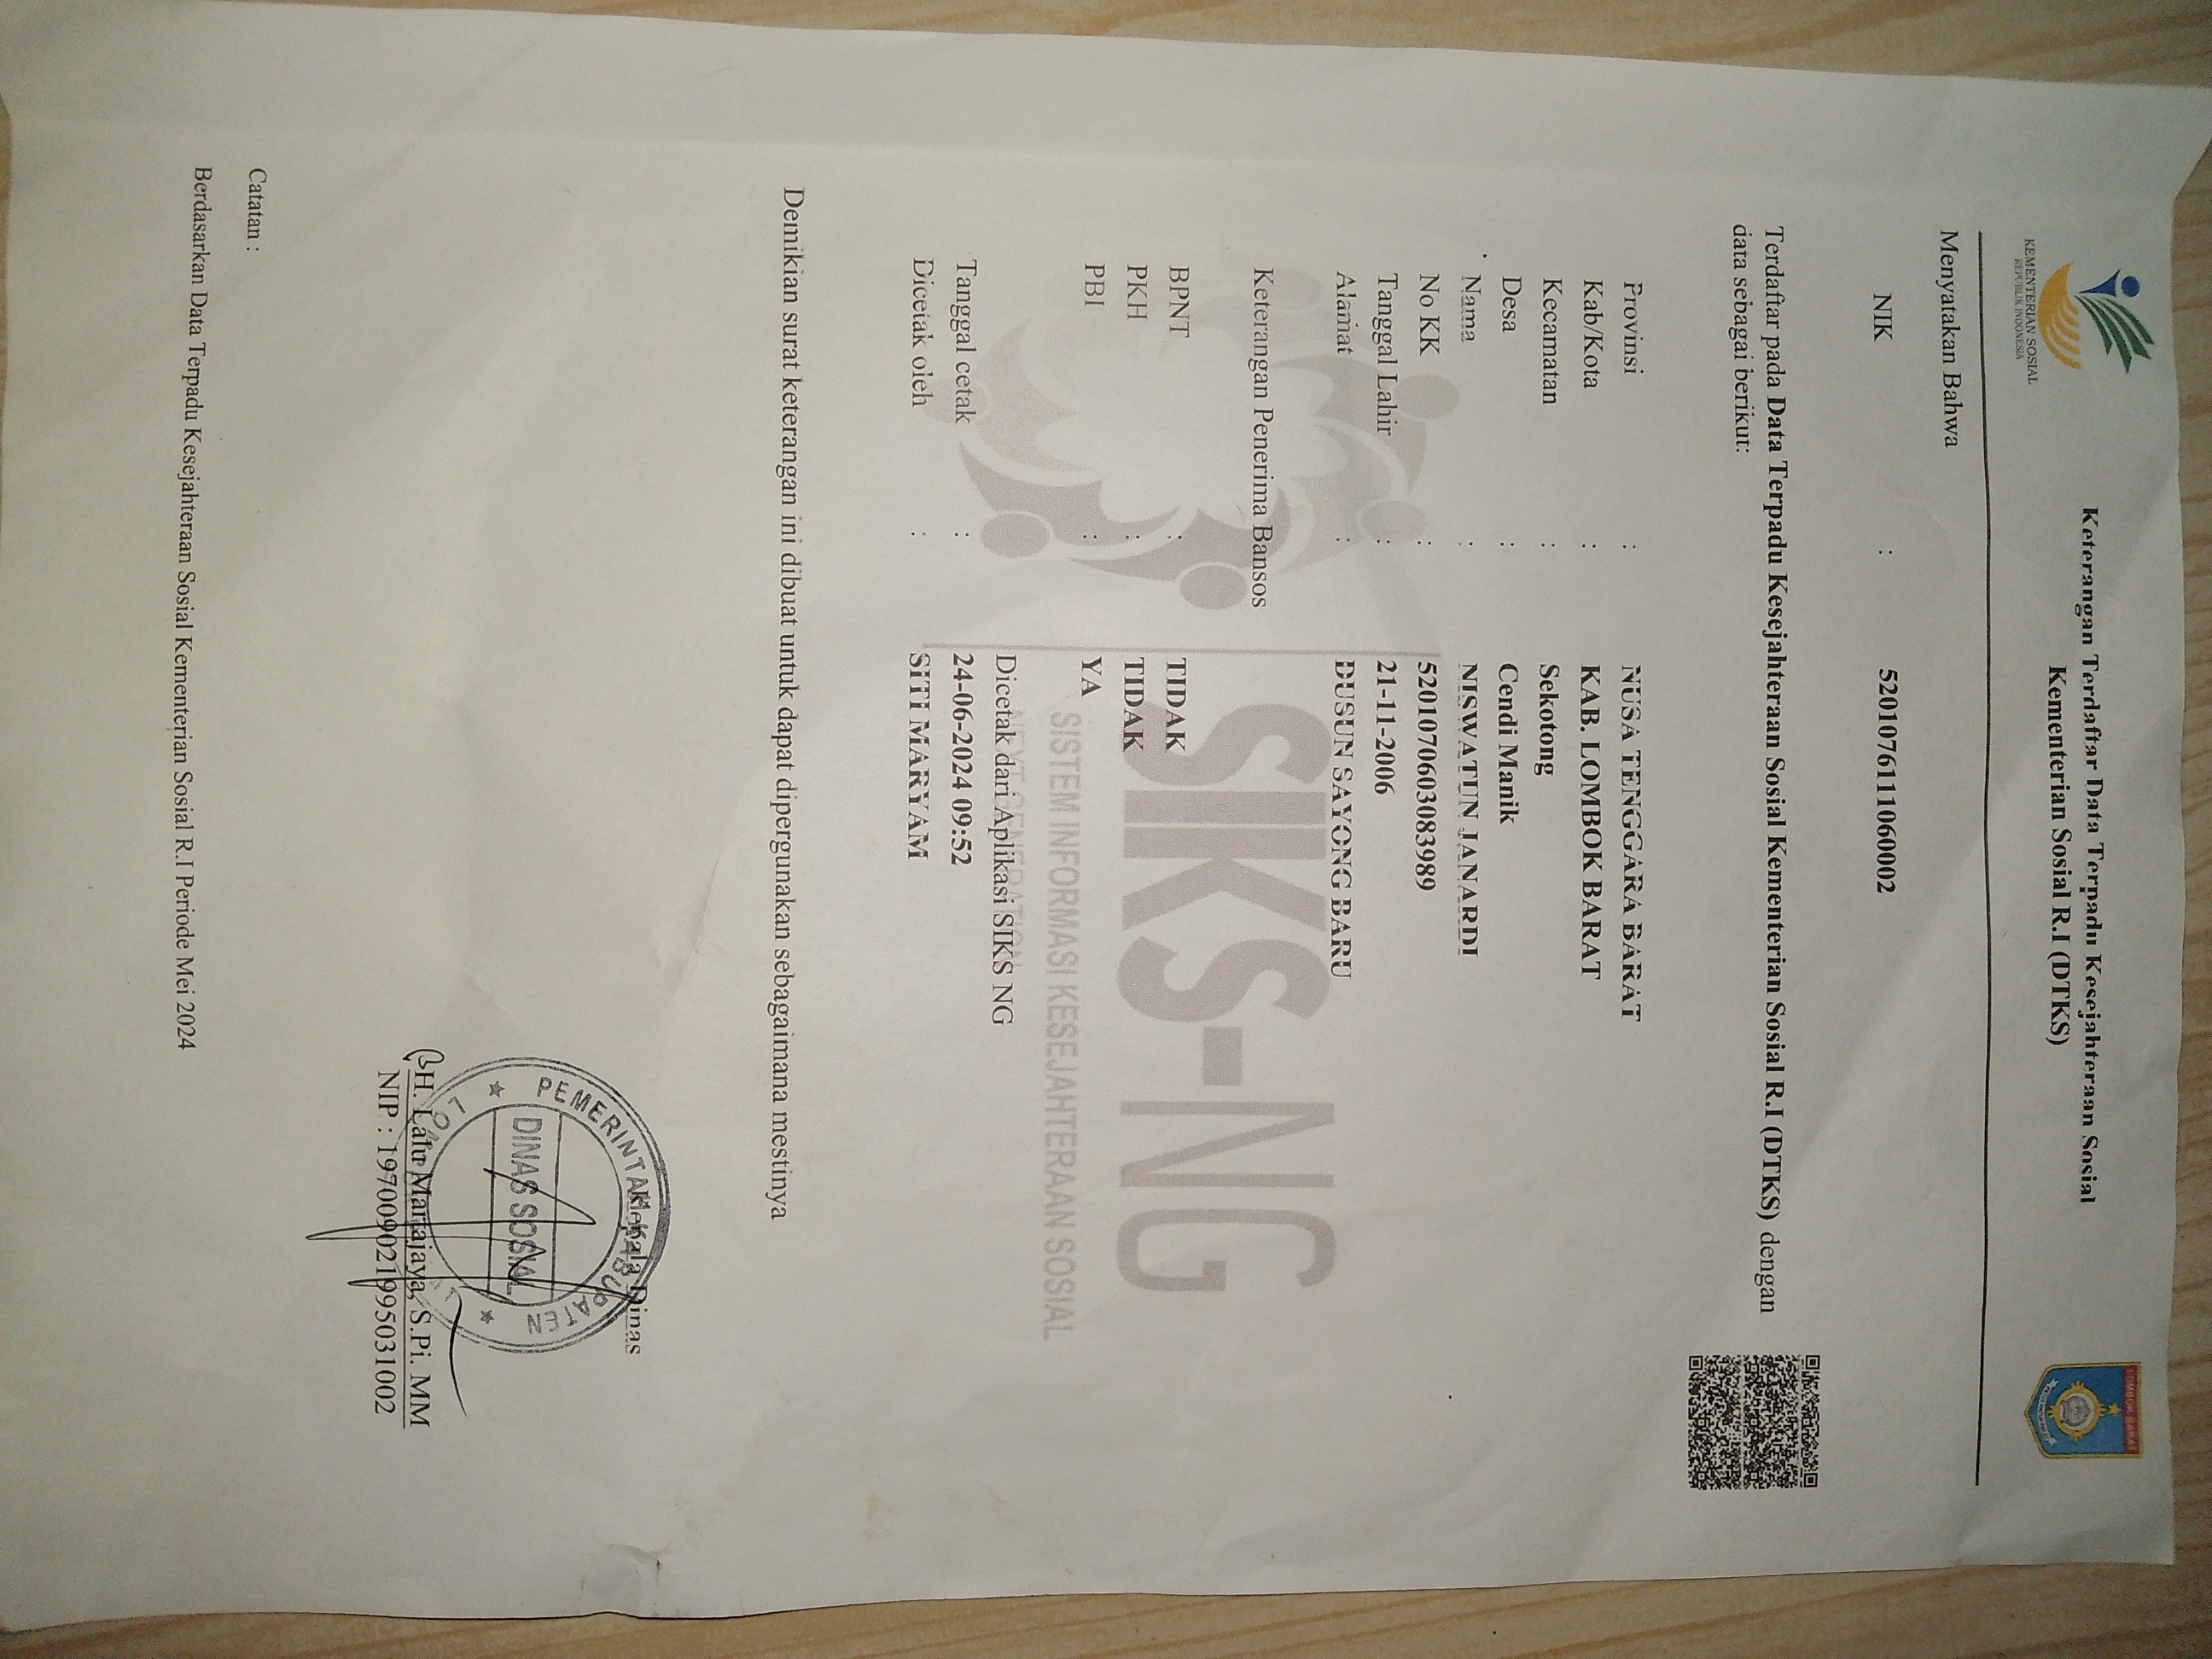 KEMENTERIAN SOSIAL
REPUBLIK INDONESIA
Keterangan Terdaftar Data Terpadu Kesejahteraan Sosial
Kementerian Sosial R.I (DTKS)
LOMBOK BARAT
Menyatakan Bahwa
NIK : 5201076111060002
Terdaftar pada Data Terpadu Kesejahteraan Sosial Kementerian Sosial R.I (DTKS) dengan
data sebagai berikut:
Provinsi : NUSA TENGGARA BARAT
Kab/Kota : KAB. LOMBOK BARAT
Kecamatan : Sekotong
Desa : Cendi Manik
Nama : NISWATUN JANARDI
No KK : 5201070603083989
Tanggal Lahir : 21-11-2006
Alamat : DUSUN SAYONG BARU
Keterangan Penerima Bansos
BPNT : TIDAK
PKH : TIDAK
PBI : YA
SIKS-NG
SISTEM INFORMASI KESEJAHTERAAN SOSIAL
NEXT GENERATION
Dicetak dari Aplikasi SIKS NG
Tanggal cetak : 24-06-2024 09:52
Dicetak oleh : SITI MARYAM
Demikian surat keterangan ini dibuat untuk dapat dipergunakan sebagaimana mestinya
Kepala Dinas
PEMERINTAH KABUPATEN
DINAS SOSIAL
H. Lalu Martajaya, S.Pi. MM
NIP : 197009021995031002
Catatan :
Berdasarkan Data Terpadu Kesejahteraan Sosial Kementerian Sosial R.I Periode Mei 2024